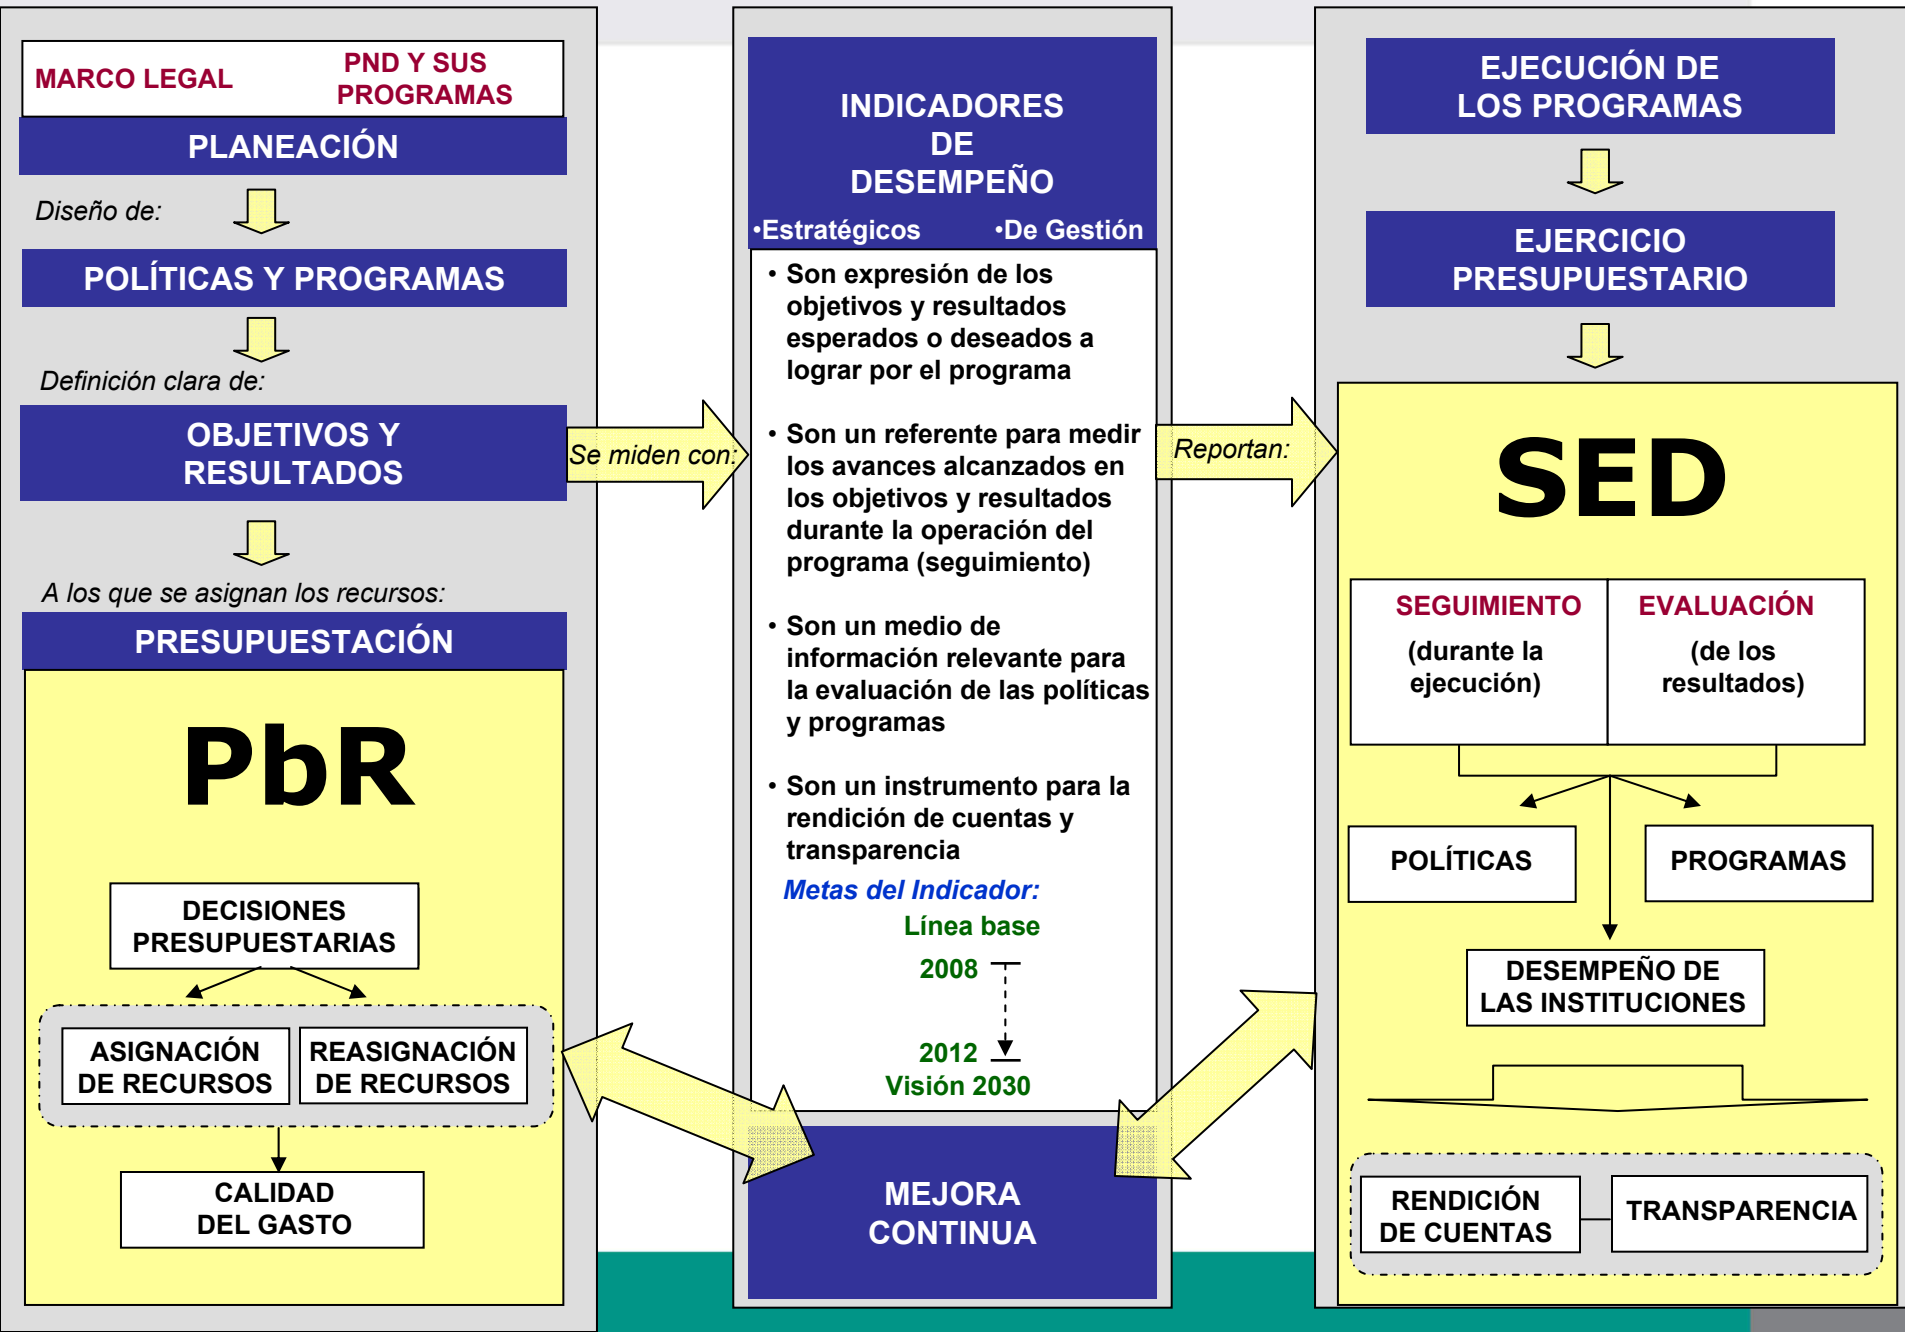 MARCO LEGAL
PND Y SUS
PROGRAMAS
PLANEACIÓN
Diseño de:
POLÍTICAS Y PROGRAMAS
Definición clara de:
OBJETIVOS Y
RESULTADOS
Se miden con:
A los que se asignan los recursos:
PRESUPUESTACIÓN
PbR
DECISIONES
PRESUPUESTARIAS
ASIGNACIÓN
DE RECURSOS
REASIGNACIÓN
DE RECURSOS
CALIDAD
DEL GASTO
INDICADORES
DE
DESEMPEÑO
•Estratégicos
•De Gestión
• Son expresión de los
objetivos y resultados
esperados o deseados a
lograr por el programa
• Son un referente para medir
los avances alcanzados en
los objetivos y resultados
durante la operación del
programa (seguimiento)
• Son un medio de
información relevante para
la evaluación de las políticas
y programas
• Son un instrumento para la
rendición de cuentas y
transparencia
Metas del Indicador:
Línea base
2008
2012
Visión 2030
MEJORA
CONTINUA
Reportan:
EJECUCIÓN DE
LOS PROGRAMAS
EJERCICIO
PRESUPUESTARIO
SED
SEGUIMIENTO
(durante la
ejecución)
EVALUACIÓN
(de los
resultados)
POLÍTICAS
PROGRAMAS
DESEMPEÑO DE
LAS INSTITUCIONES
RENDICIÓN
DE CUENTAS
TRANSPARENCIA